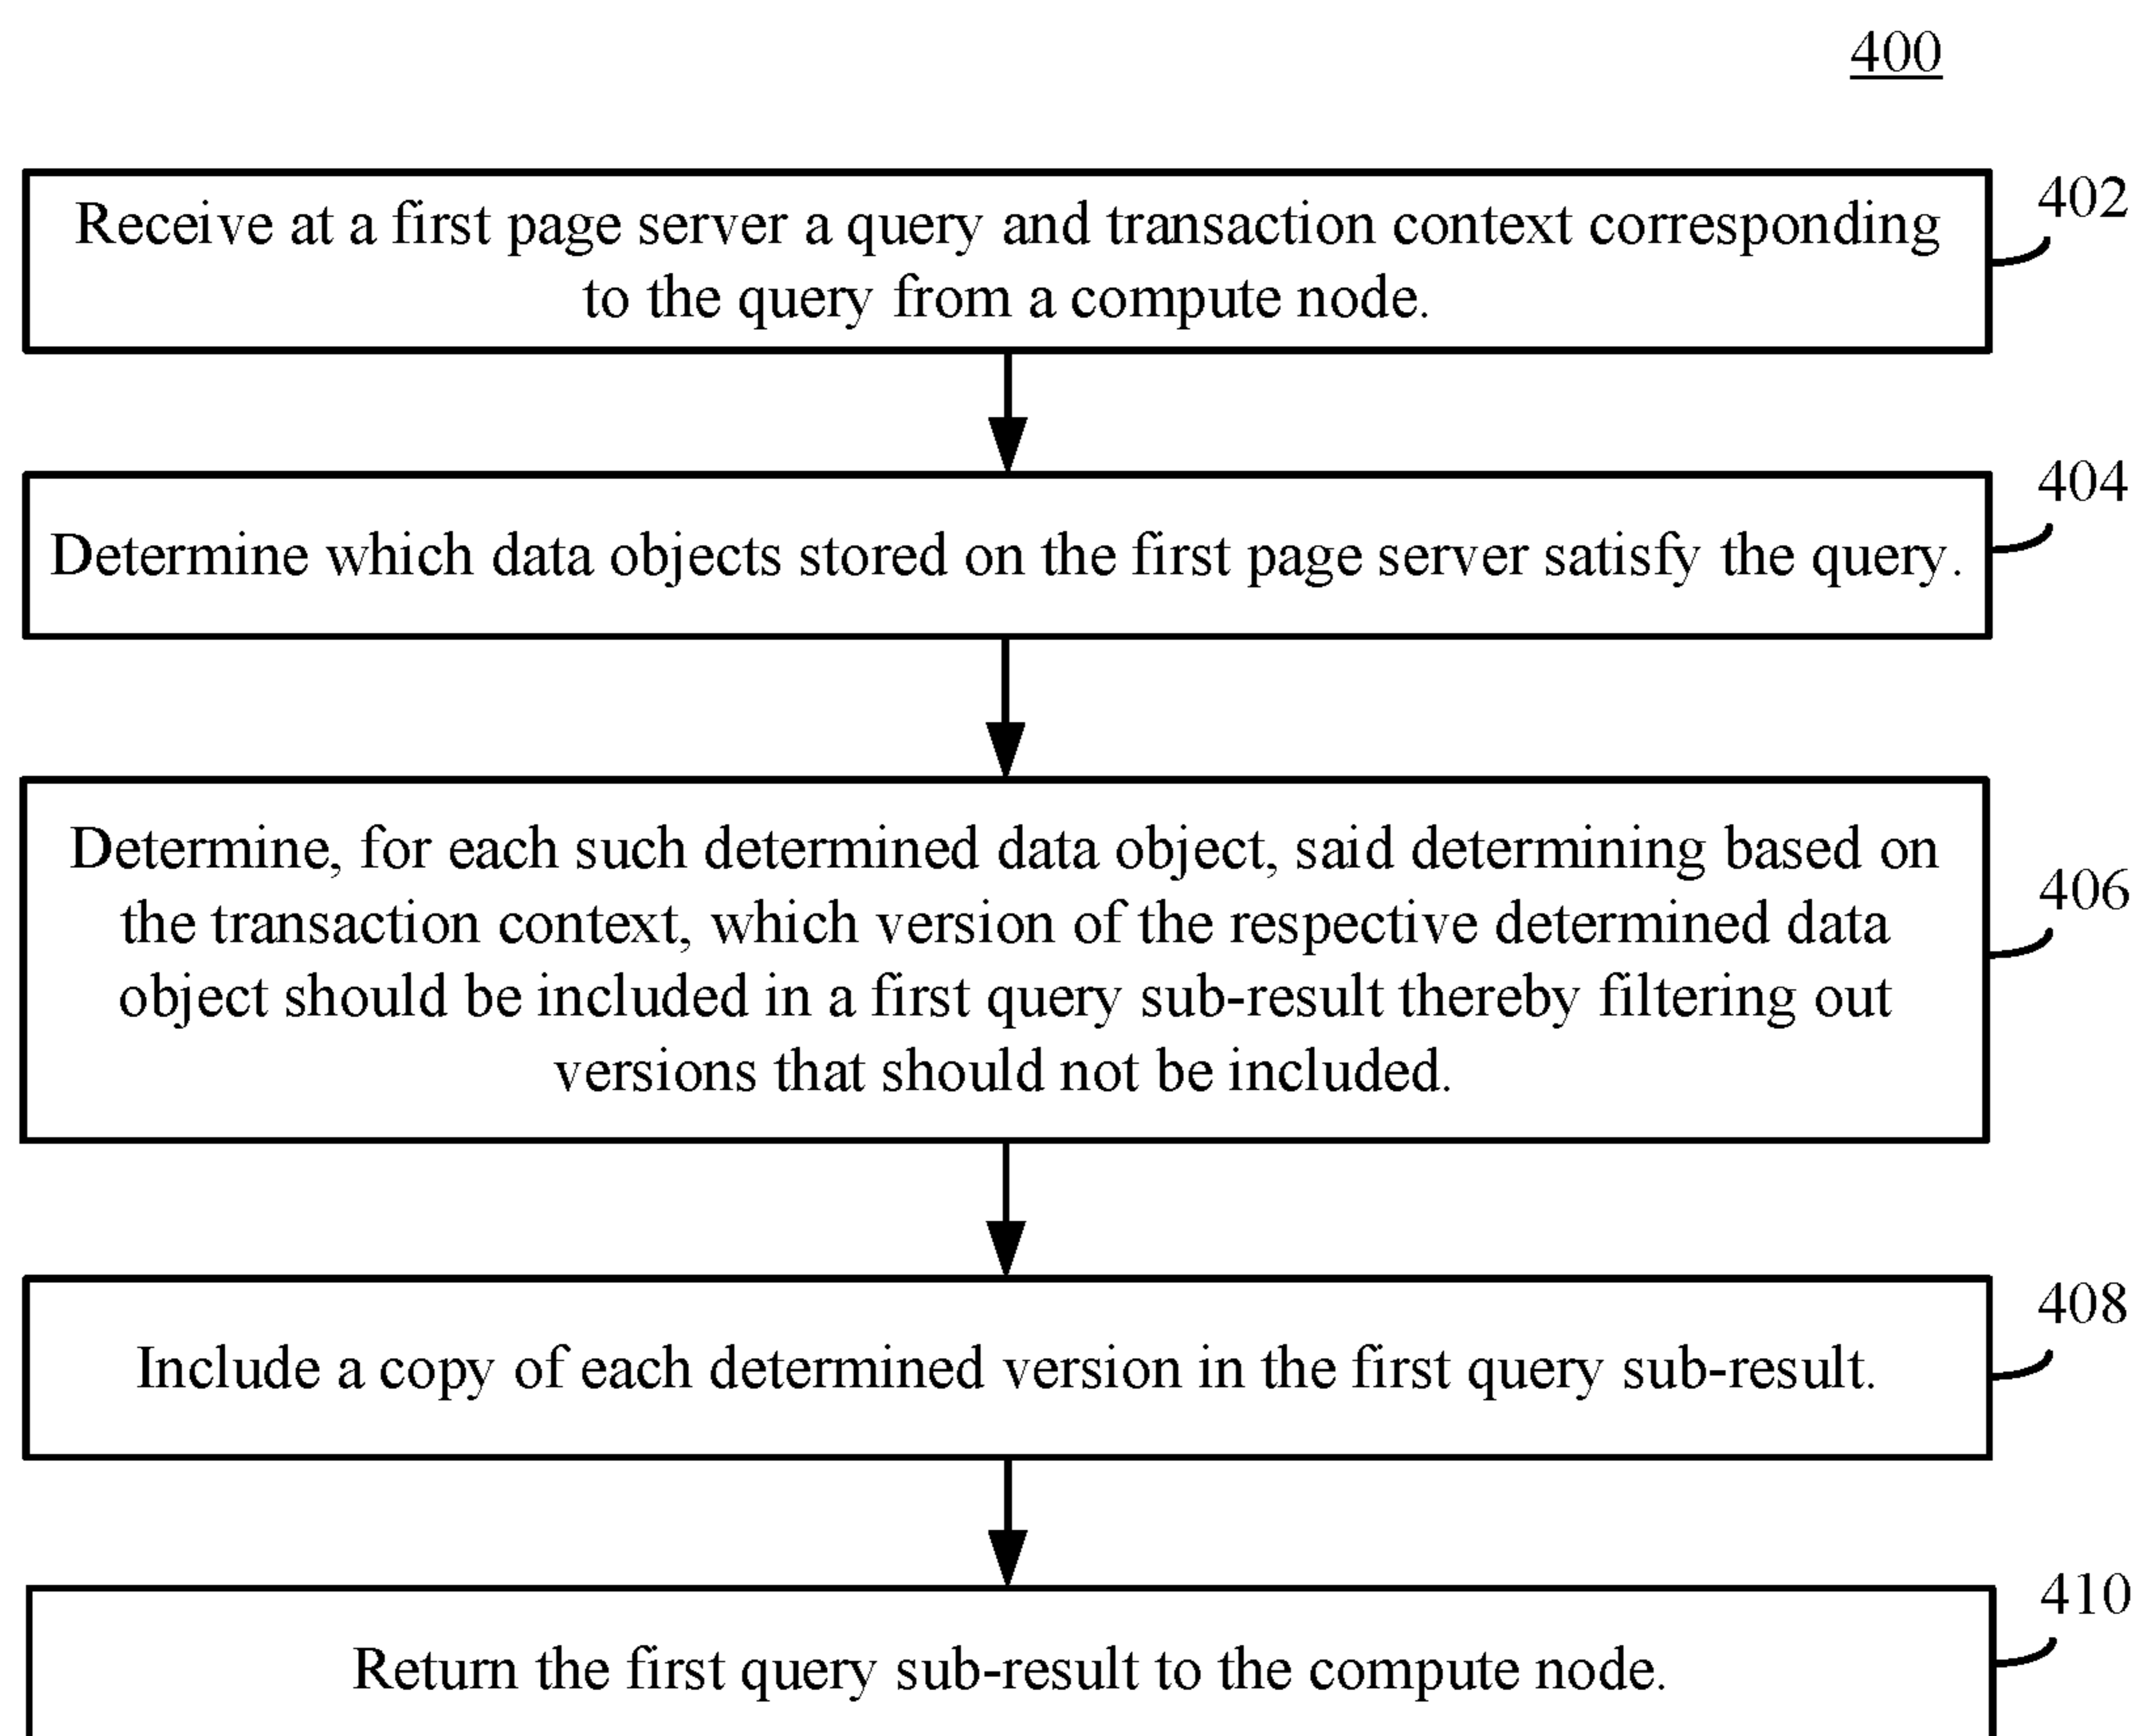 400
Receive at a first page server a query and transaction context corresponding
to the query from a compute node.
402
Determine which data objects stored on the first page server satisfy the query.
404
Determine, for each such determined data object, said determining based on
the transaction context, which version of the respective determined data
object should be included in a first query sub-result thereby filtering out
versions that should not be included.
406
Include a copy of each determined version in the first query sub-result.
408
Return the first query sub-result to the compute node.
410